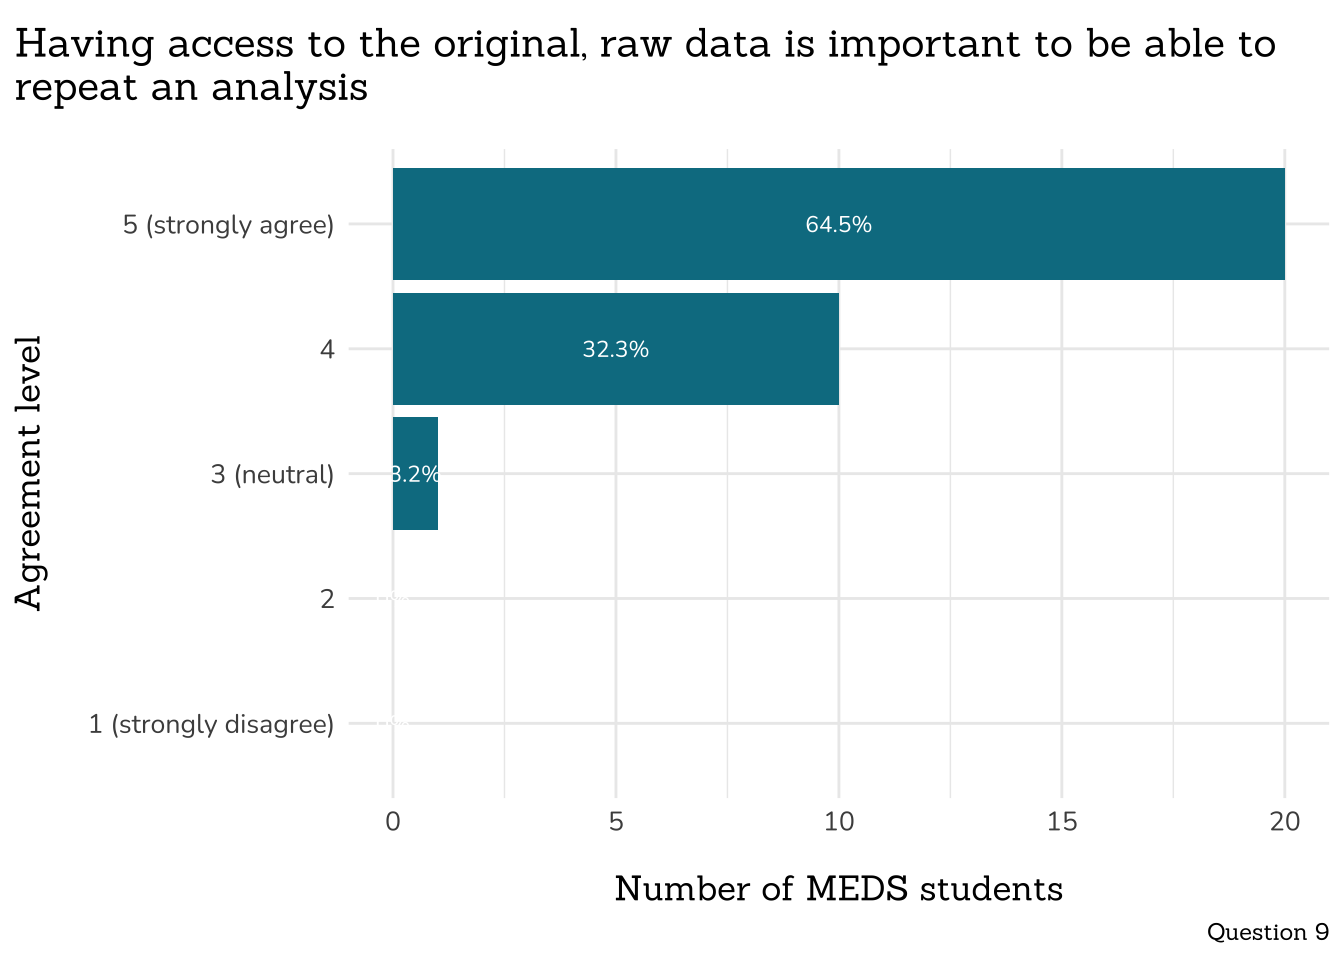 Having access to the original, raw data is important to be able to
repeat an analysis
5 (strongly agree)
64.5%
4
32.3%
3 (neutral)
3.2%
2
1 (strongly disagree)
Agreement level
0 5 10 15 20
Number of MEDS students
Question 9